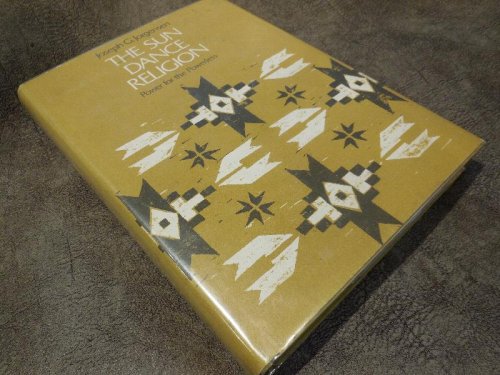 Joseph G. Jorgensen
THE SUN
DANCE
RELIGION
Power for the Powerless